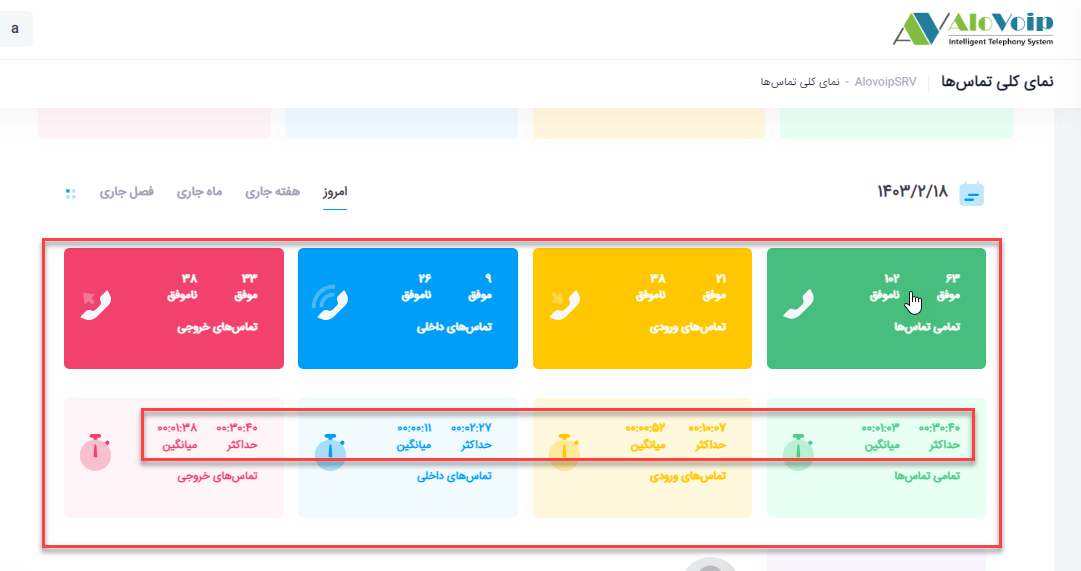 a
AloVoip
Intelligent Telephony System
نمای کلی تماس‌ها
AlovoipSRV - نمای کلی تماس‌ها
۱۴۰۳/۲/۱۸
امروز
هفته جاری
ماه جاری
فصل جاری
۶۳ ۱۰۲
موفق ناموفق
تمامی تماس‌ها
۲۱ ۳۸
موفق ناموفق
تماس‌های ورودی
۹ ۲۶
موفق ناموفق
تماس‌های داخلی
۳۳ ۳۸
موفق ناموفق
تماس‌های خروجی
۰۰:۳۰:۴۰ ۰۰:۰۱:۰۳
حداکثر میانگین
تمامی تماس‌ها
۰۰:۱۰:۰۷ ۰۰:۰۰:۵۲
حداکثر میانگین
تماس‌های ورودی
۰۰:۰۲:۲۷ ۰۰:۰۰:۱۱
حداکثر میانگین
تماس‌های داخلی
۰۰:۳۰:۴۰ ۰۰:۰۱:۳۸
حداکثر میانگین
تماس‌های خروجی